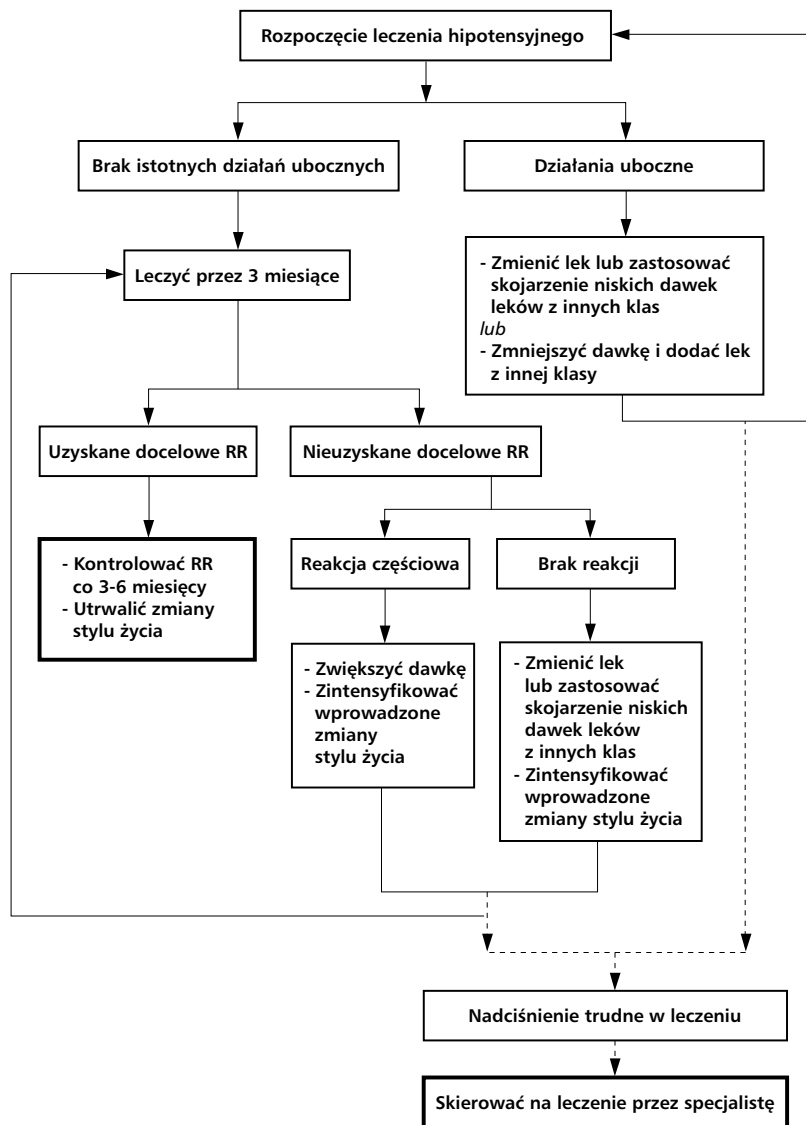 Rozpoczęcie leczenia hipotensyjnego
Brak istotnych działań ubocznych
Działania uboczne
Leczyć przez 3 miesiące
- Zmienić lek lub zastosować
skojarzenie niskich dawek
leków z innych klas
lub
- Zmniejszyć dawkę i dodać lek
z innej klasy
Uzyskane docelowe RR
Nieuzyskane docelowe RR
- Kontrolować RR
co 3-6 miesięcy
- Utrwalić zmiany
stylu życia
Reakcja częściowa
Brak reakcji
- Zwiększyć dawkę
- Zintensyfikować
wprowadzone
zmiany
stylu życia
- Zmienić lek
lub zastosować
skojarzenie niskich
dawek leków
z innych klas
- Zintensyfikować
wprowadzone
zmiany stylu życia
Nadciśnienie trudne w leczeniu
Skierować na leczenie przez specjalistę